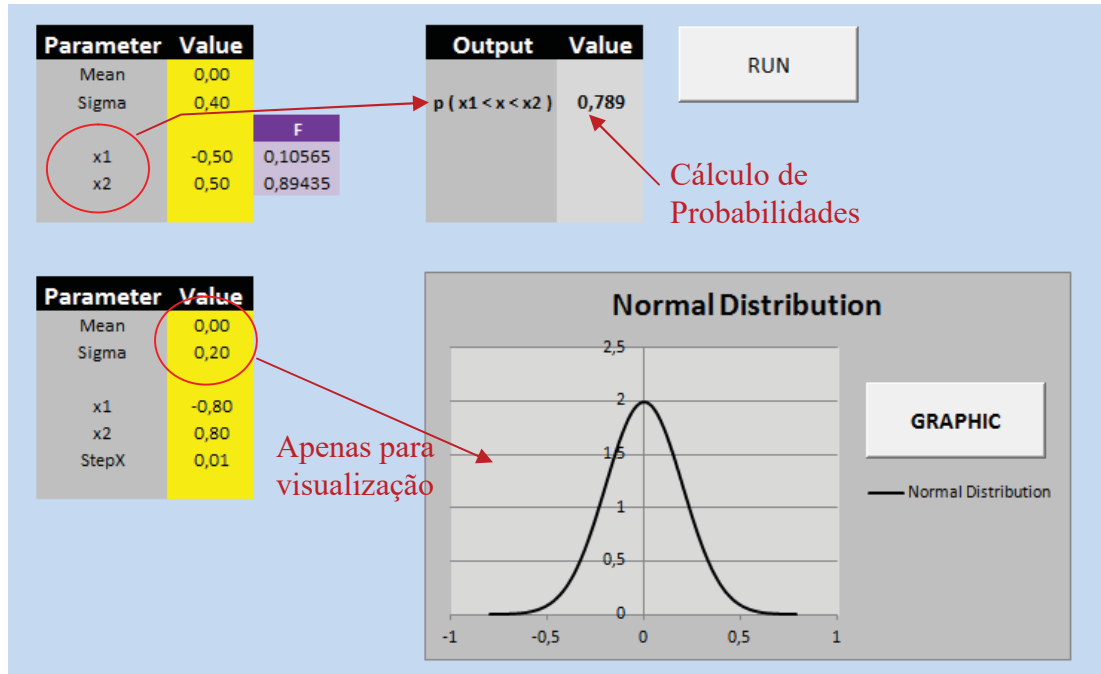 Parameter Value
Mean 0,00
Sigma 0,40
F
x1 -0,50 0,10565
x2 0,50 0,89435
Output Value
p ( x1 < x < x2 ) 0,789
RUN
Cálculo de
Probabilidades
Parameter Value
Mean 0,00
Sigma 0,20
x1 -0,80
x2 0,80
StepX 0,01
Apenas para
visualização
Normal Distribution
2,5
2
1,5
1
0,5
0
-1 -0,5 0 0,5 1
GRAPHIC
Normal Distribution